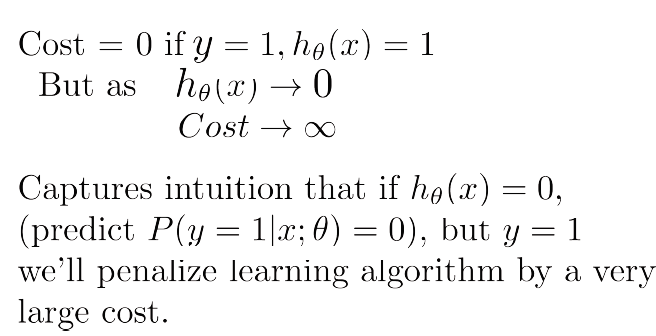 Cost = 0 if y = 1, hθ(x) = 1
But as hθ(x) → 0
Cost → ∞
Captures intuition that if hθ(x) = 0,
(predict P(y = 1|x; θ) = 0), but y = 1
we'll penalize learning algorithm by a very
large cost.